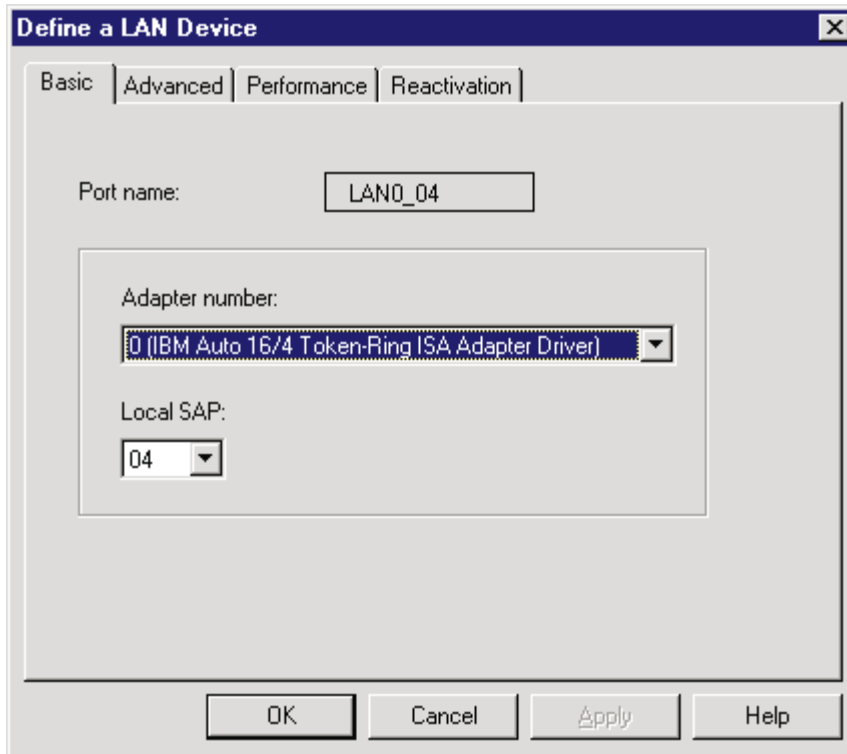 Define a LAN Device
Basic Advanced Performance Reactivation
Port name: LAN0_04
Adapter number:
0 (IBM Auto 16/4 Token-Ring ISA Adapter Driver)
Local SAP:
04
OK Cancel Apply Help